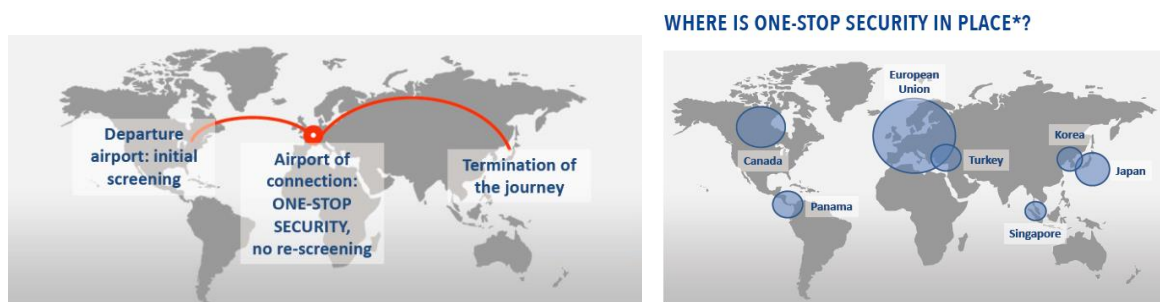 Departure
airport: initial
screening
Airport of
connection:
ONE-STOP
SECURITY,
no re-screening
Termination of
the journey
WHERE IS ONE-STOP SECURITY IN PLACE*?
European
Union
Canada
Turkey
Korea
Japan
Panama
Singapore